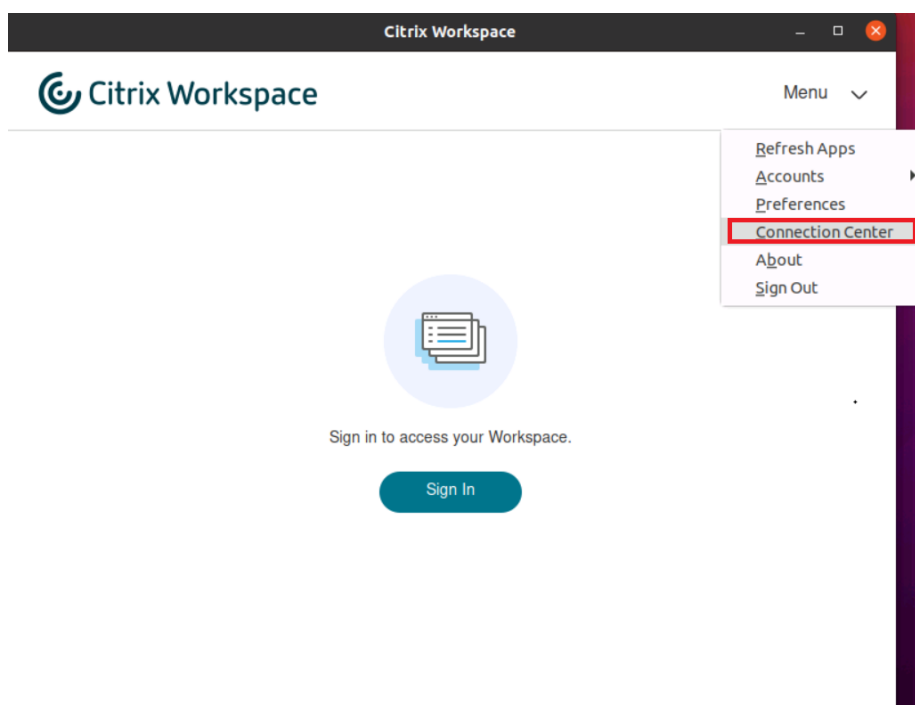 Citrix Workspace
Citrix Workspace
Menu
Refresh Apps
Accounts
Preferences
Connection Center
About
Sign Out
Sign in to access your Workspace.
Sign In